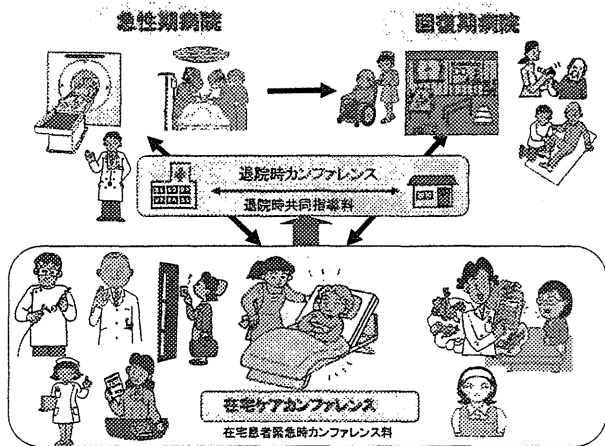 急性期病院
回復期病院
退院時カンファレンス
退院時共同指導料
在宅ケアカンファレンス
在宅患者緊急時カンファレンス料